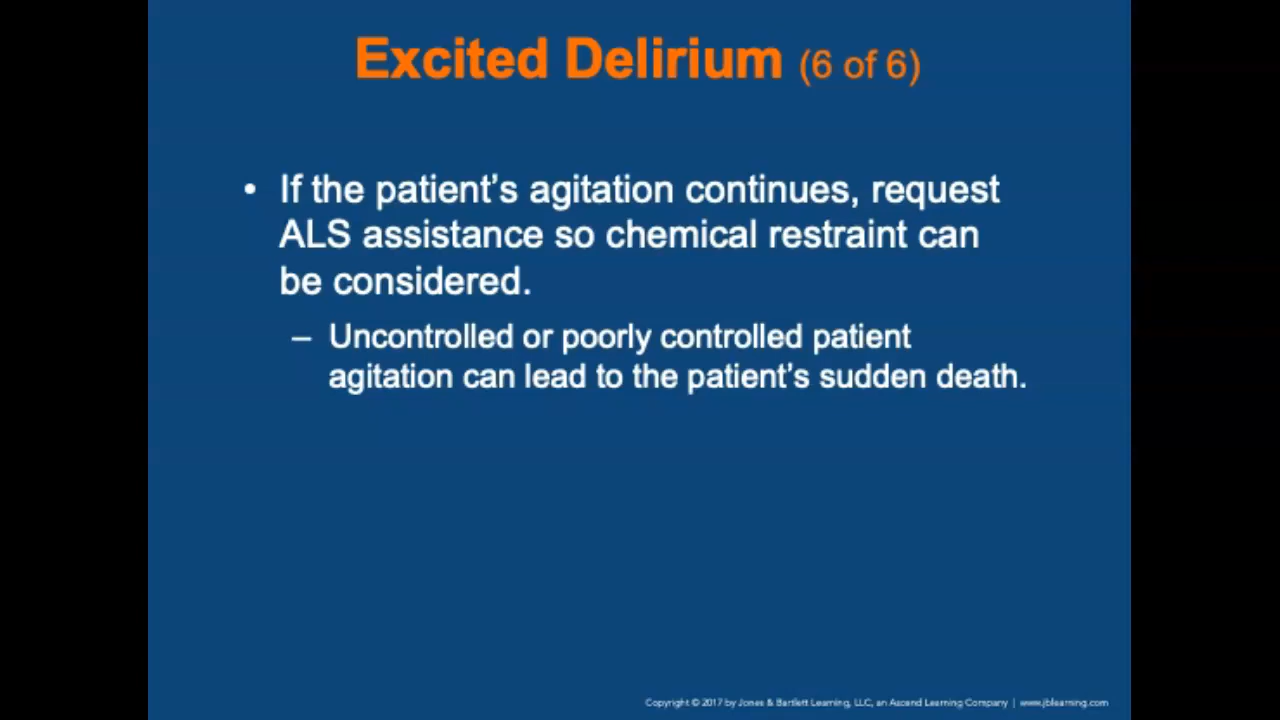 Excited Delirium (6 of 6)
• If the patient’s agitation continues, request
ALS assistance so chemical restraint can
be considered.
– Uncontrolled or poorly controlled patient
agitation can lead to the patient’s sudden death.
Copyright © 2017 by Jones & Bartlett Learning, LLC, an Ascend Learning Company | www.jblearning.com